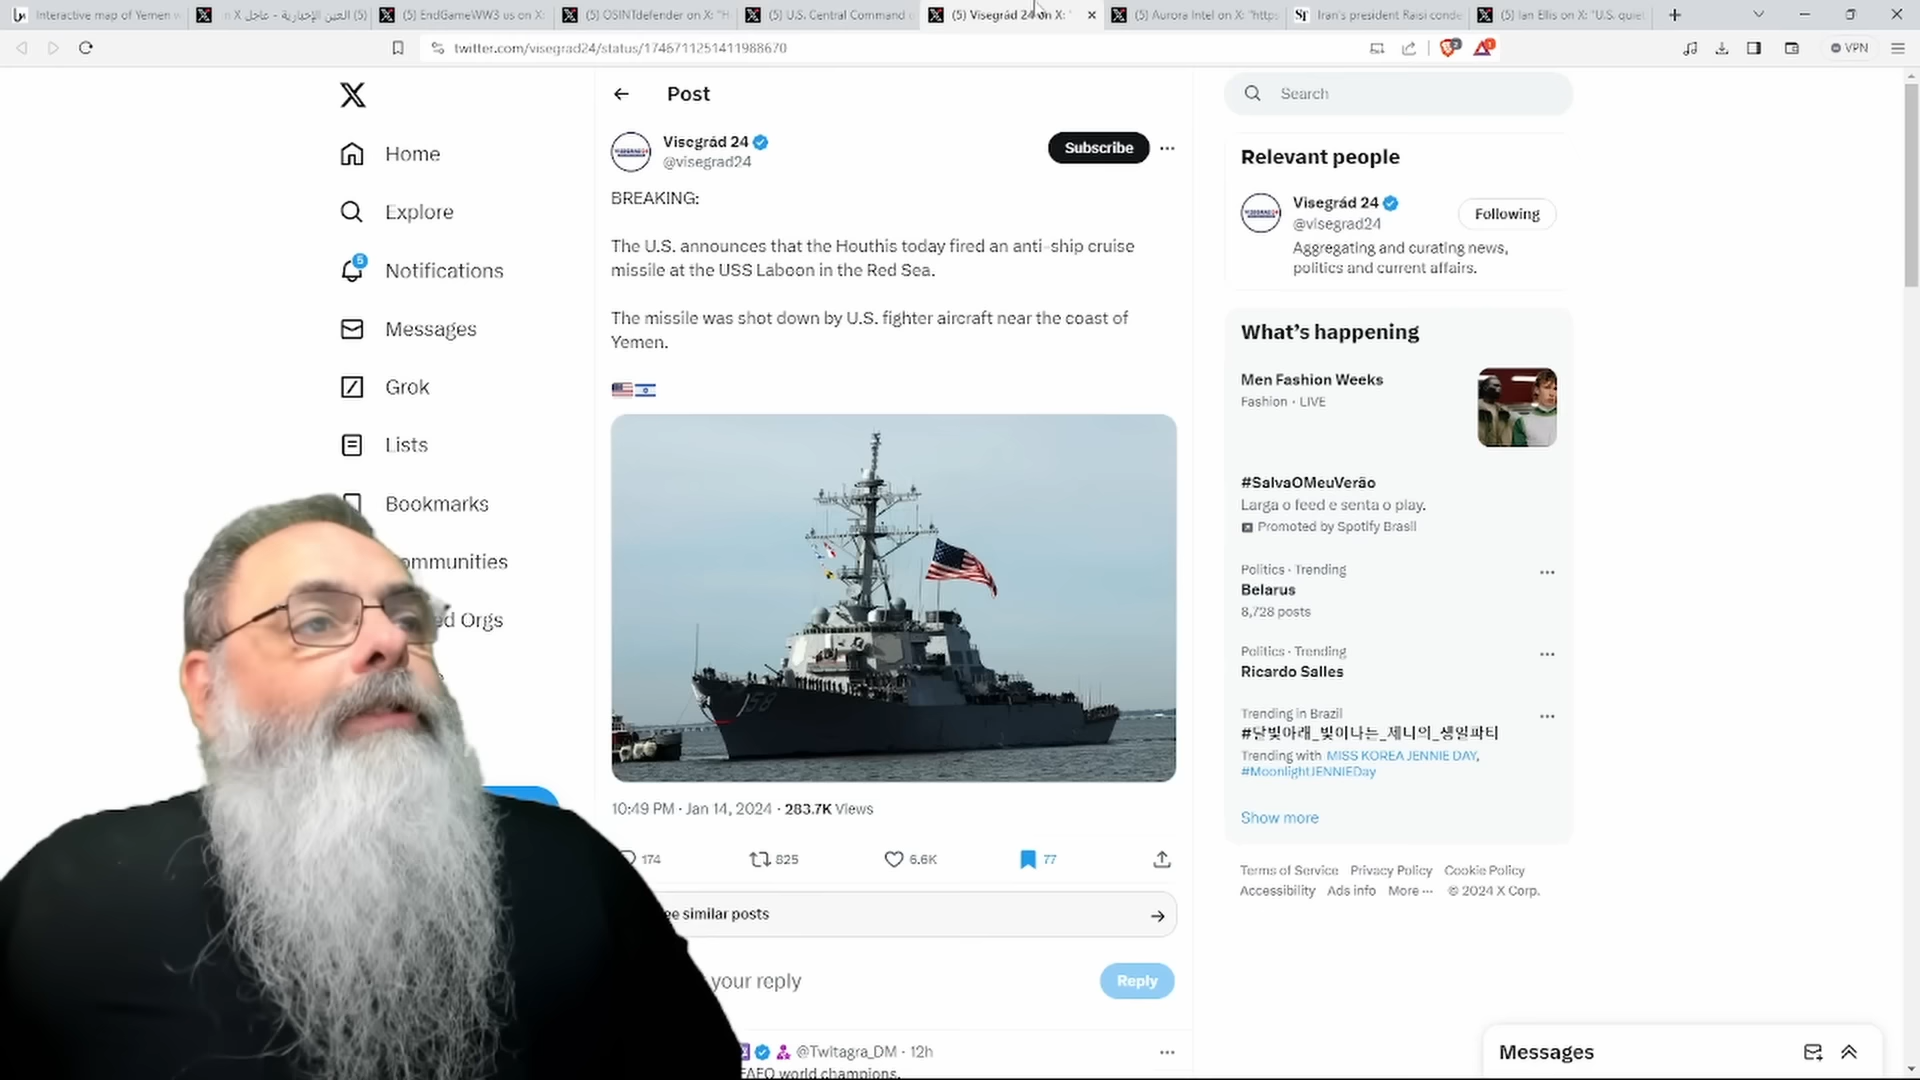 Interactive map of Yemen w
(5) العين الإخبارية - عاجل n X
(5) EndGameWW3 us on X:
(5) OSINTdefender on X: "H
(5) U.S. Central Command o
(5) Visegrád 24 on X: "
(5) Aurora Intel on X: "https
Iran's president Raisi conde
(5) Ian Ellis on X: "U.S. quiet
twitter.com/visegrad24/status/1746711251411988670
VPN
Home
Explore
5
Notifications
Messages
Grok
Lists
Bookmarks
ommunities
ed Orgs
Post
Visegrád 24
@visegrad24
Subscribe
BREAKING:
The U.S. announces that the Houthis today fired an anti-ship cruise
missile at the USS Laboon in the Red Sea.
The missile was shot down by U.S. fighter aircraft near the coast of
Yemen.
58
10:49 PM · Jan 14, 2024 · 283.7K Views
174
825
6.6K
77
ee similar posts
your reply
Reply
@Twitagra_DM · 12h
FAFO world champions.
Search
Relevant people
Visegrád 24
@visegrad24
Following
Aggregating and curating news,
politics and current affairs.
What's happening
Men Fashion Weeks
Fashion · LIVE
#SalvaOMeuVerão
Larga o feed e senta o play.
Promoted by Spotify Brasil
Politics · Trending
Belarus
8,728 posts
Politics · Trending
Ricardo Salles
Trending in Brazil
#달빛아래_빛이나는_제니의_생일파티
Trending with MISS KOREA JENNIE DAY,
#MoonlightJENNIEDay
Show more
Terms of Service Privacy Policy Cookie Policy
Accessibility Ads info More ··· © 2024 X Corp.
Messages